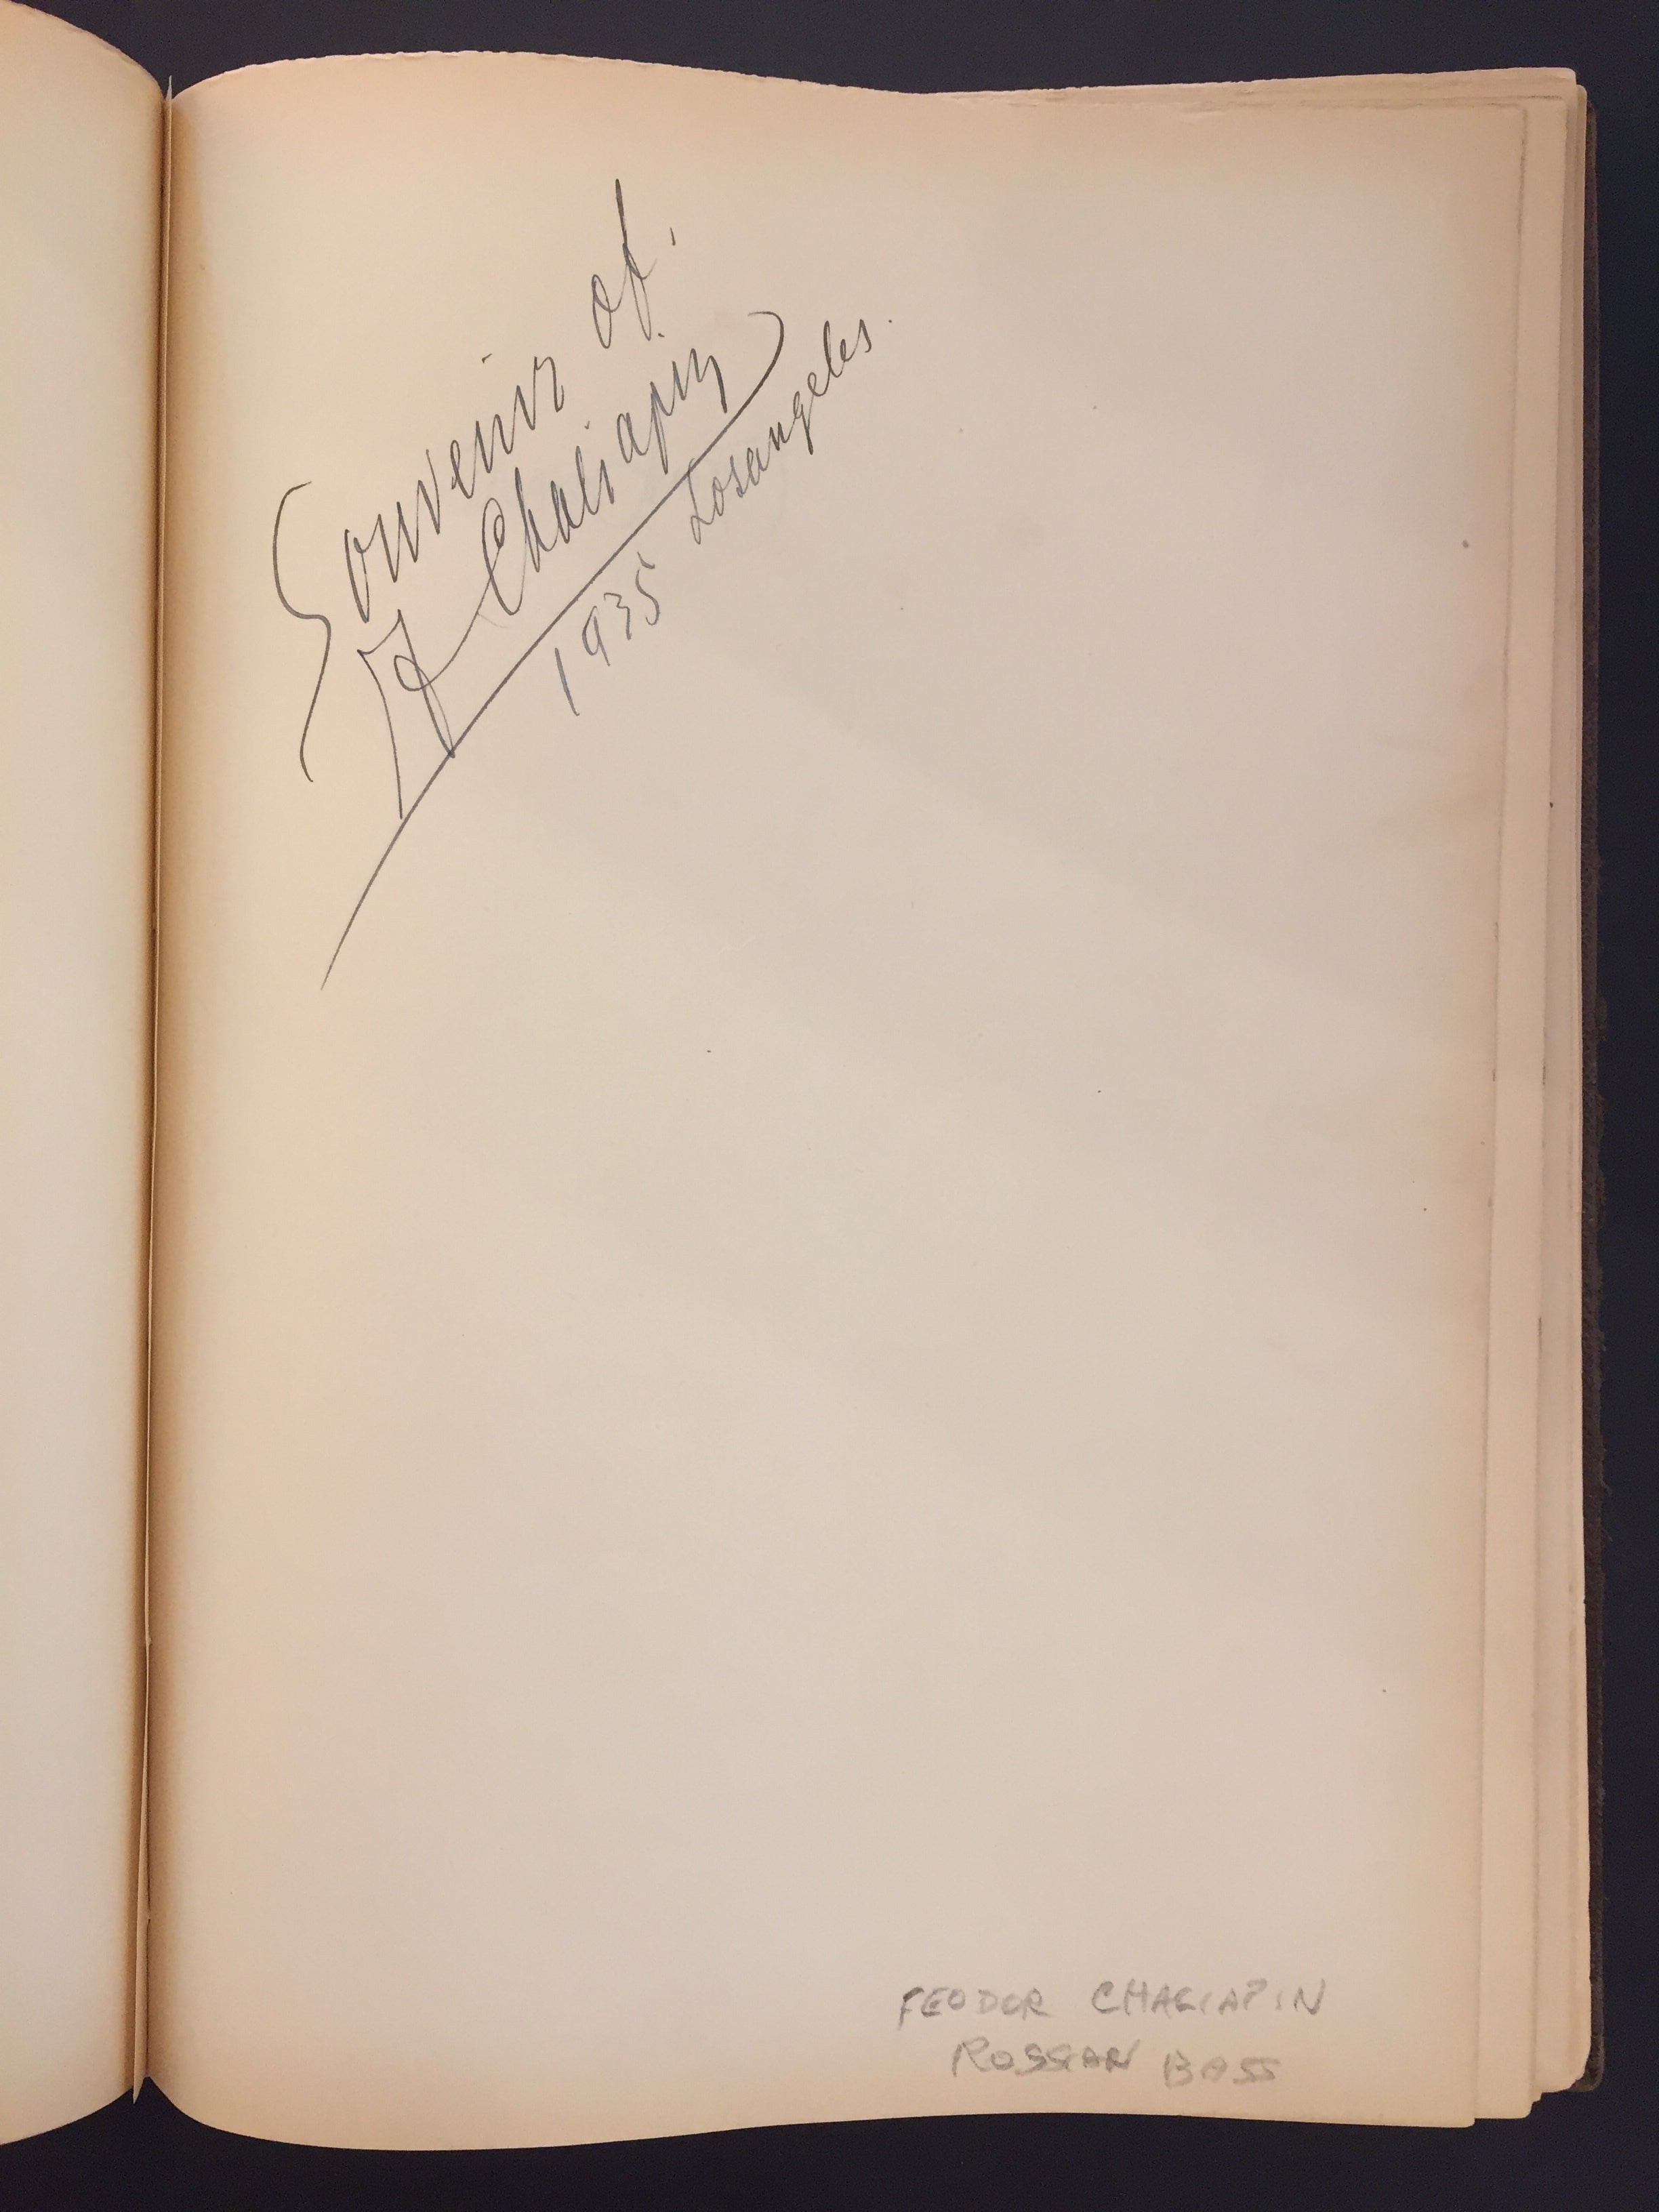 Souvenir of.
F Chaliapin
1935 Losangeles.
FEODOR CHALIAPIN
RUSSIAN BASS